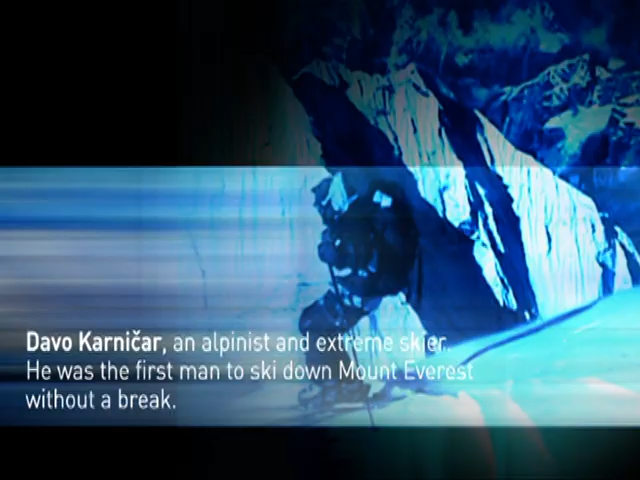 Davo Karničar, an alpinist and extreme skier.
He was the first man to ski down Mount Everest
without a break.